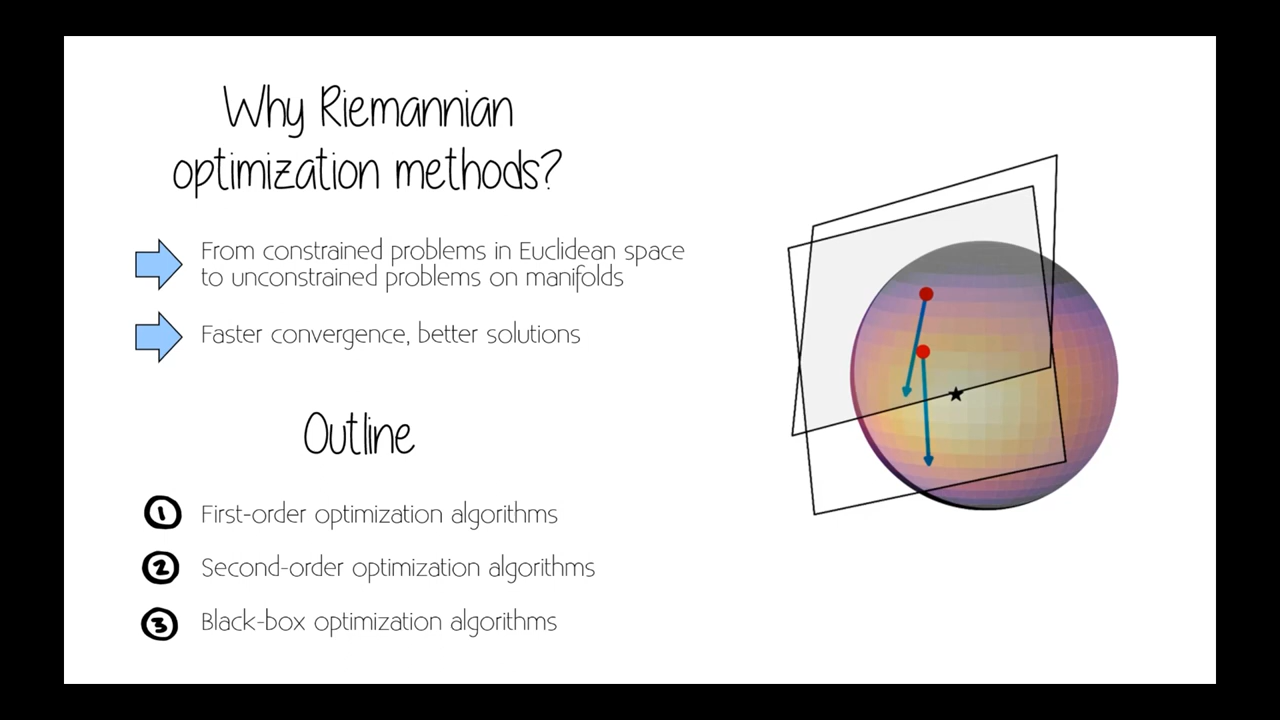 Why Riemannian
optimization methods?
From constrained problems in Euclidean space
to unconstrained problems on manifolds
Faster convergence, better solutions
Outline
1 First-order optimization algorithms
2 Second-order optimization algorithms
3 Black-box optimization algorithms